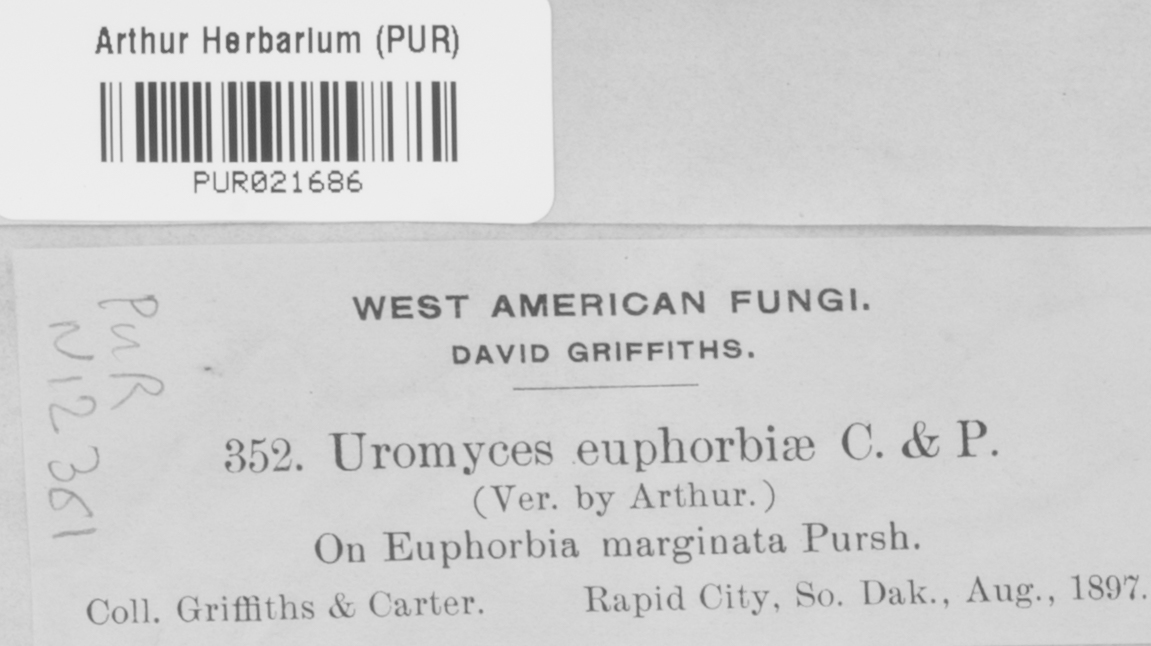 Arthur Herbarium (PUR)
PUR021686
PUR
N12361
WEST AMERICAN FUNGI.
DAVID GRIFFITHS.
352. Uromyces euphorbiæ C. & P.
(Ver. by Arthur.)
On Euphorbia marginata Pursh.
Coll. Griffiths & Carter. Rapid City, So. Dak., Aug., 1897.